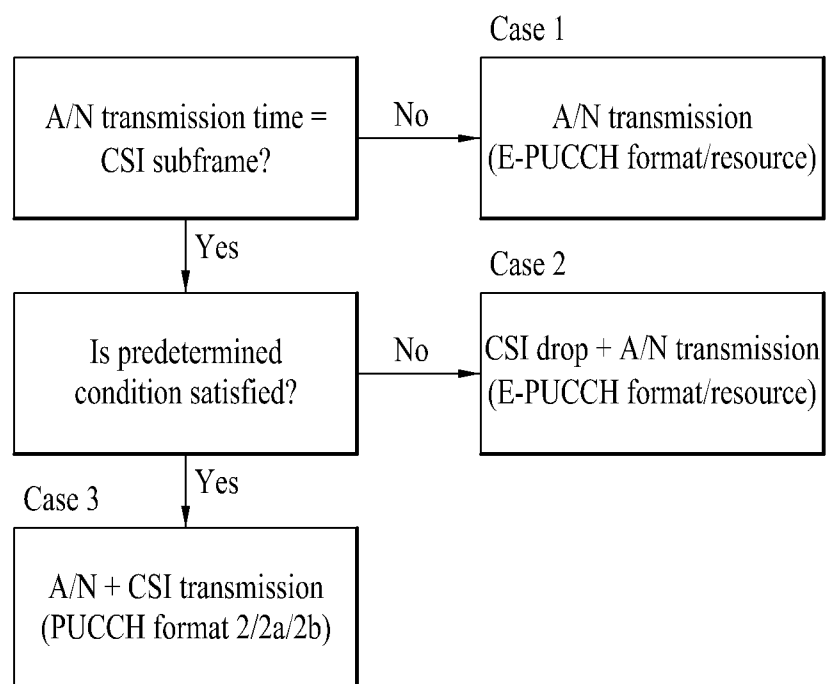 Case 1
A/N transmission time =
CSI subframe?
No
A/N transmission
(E-PUCCH format/resource)
Yes
Case 2
Is predetermined
condition satisfied?
No
CSI drop + A/N transmission
(E-PUCCH format/resource)
Yes
Case 3
A/N + CSI transmission
(PUCCH format 2/2a/2b)